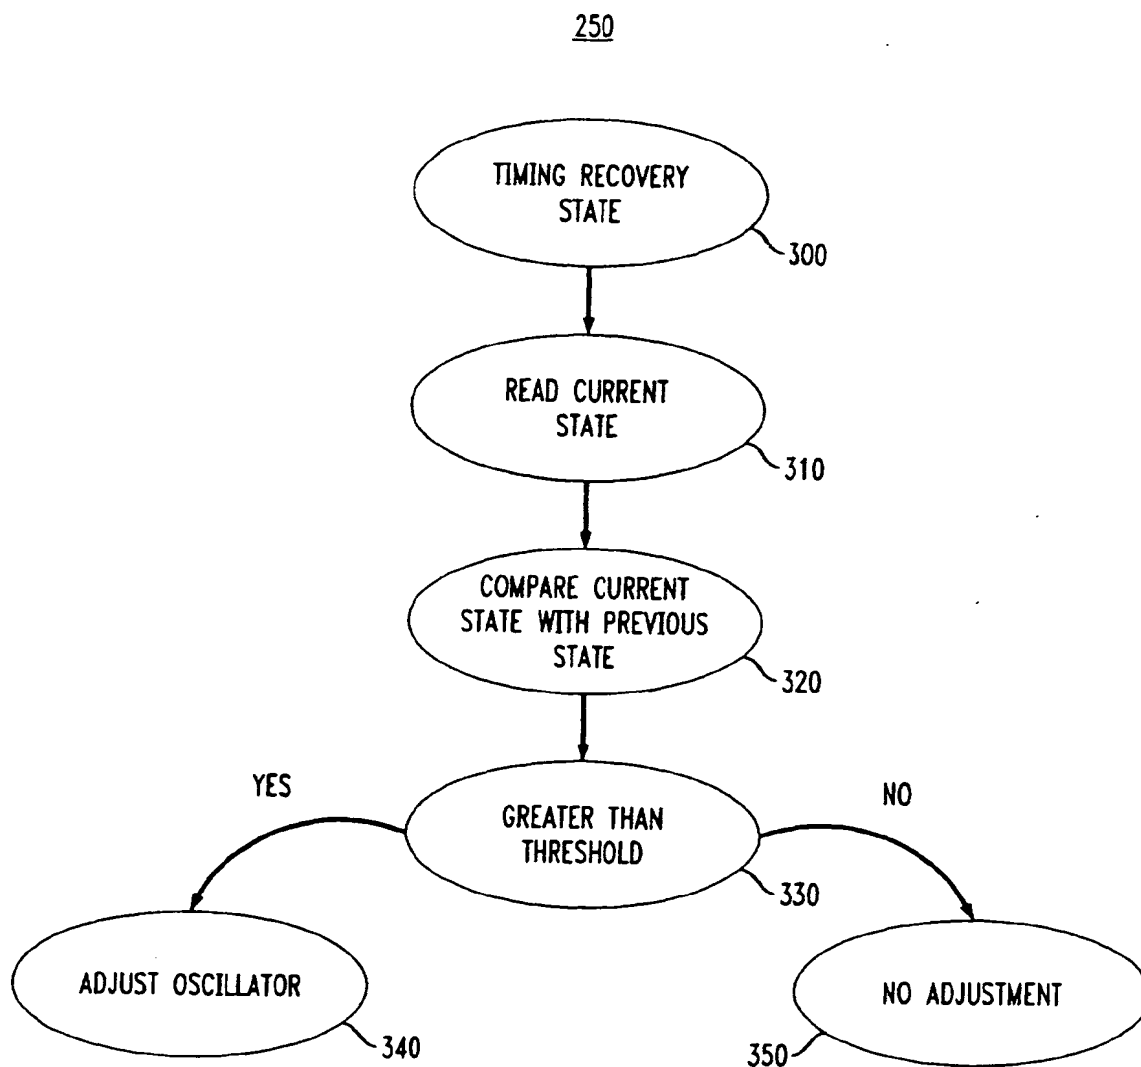 250
TIMING RECOVERY
STATE
300
READ CURRENT
STATE
310
COMPARE CURRENT
STATE WITH PREVIOUS
STATE
320
YES
NO
GREATER THAN
THRESHOLD
330
ADJUST OSCILLATOR
340
NO ADJUSTMENT
350